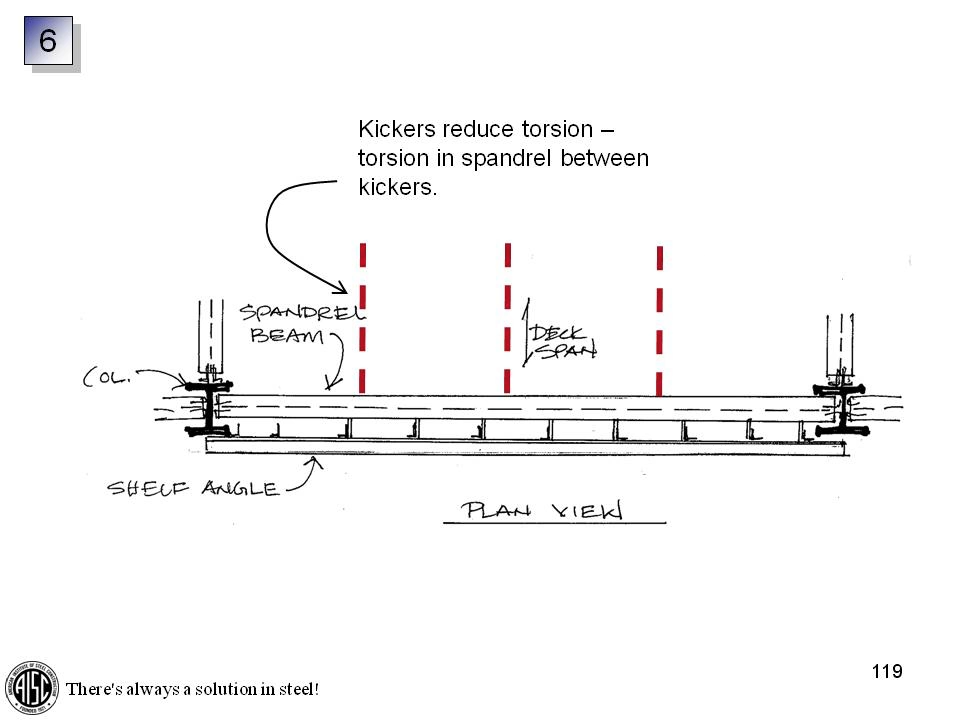 6
Kickers reduce torsion –
torsion in spandrel between
kickers.
SPANDREL
BEAM
DECK
SPAN
COL.
SHELF ANGLE
PLAN VIEW
119
AISC
There's always a solution in steel!